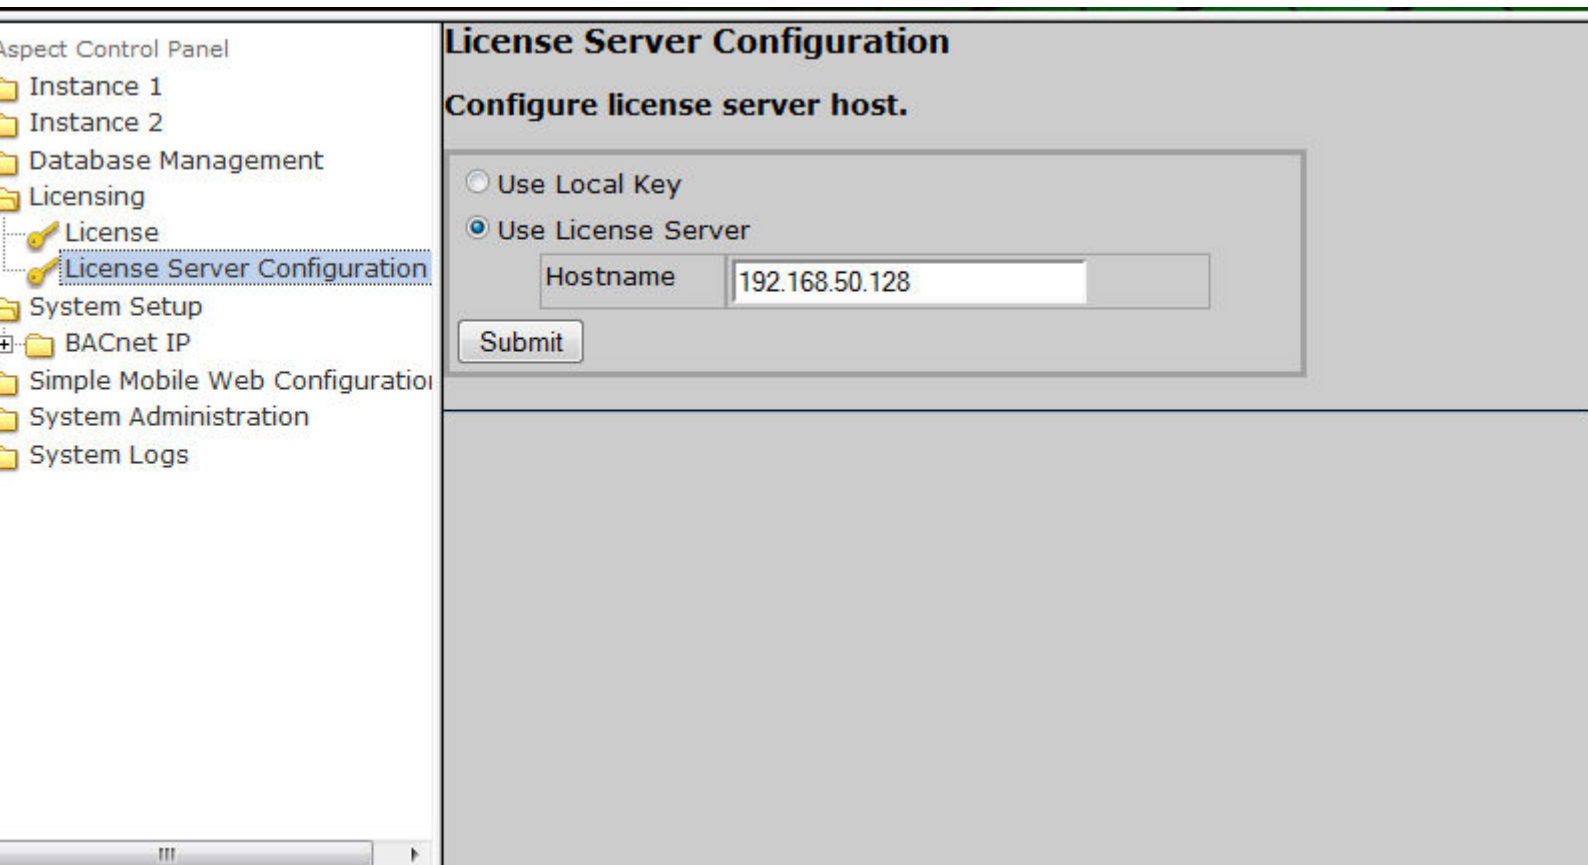 Aspect Control Panel
Instance 1
Instance 2
Database Management
Licensing
License
License Server Configuration
System Setup
BACnet IP
Simple Mobile Web Configuration
System Administration
System Logs
License Server Configuration
Configure license server host.
Use Local Key
Use License Server
Hostname 192.168.50.128
Submit